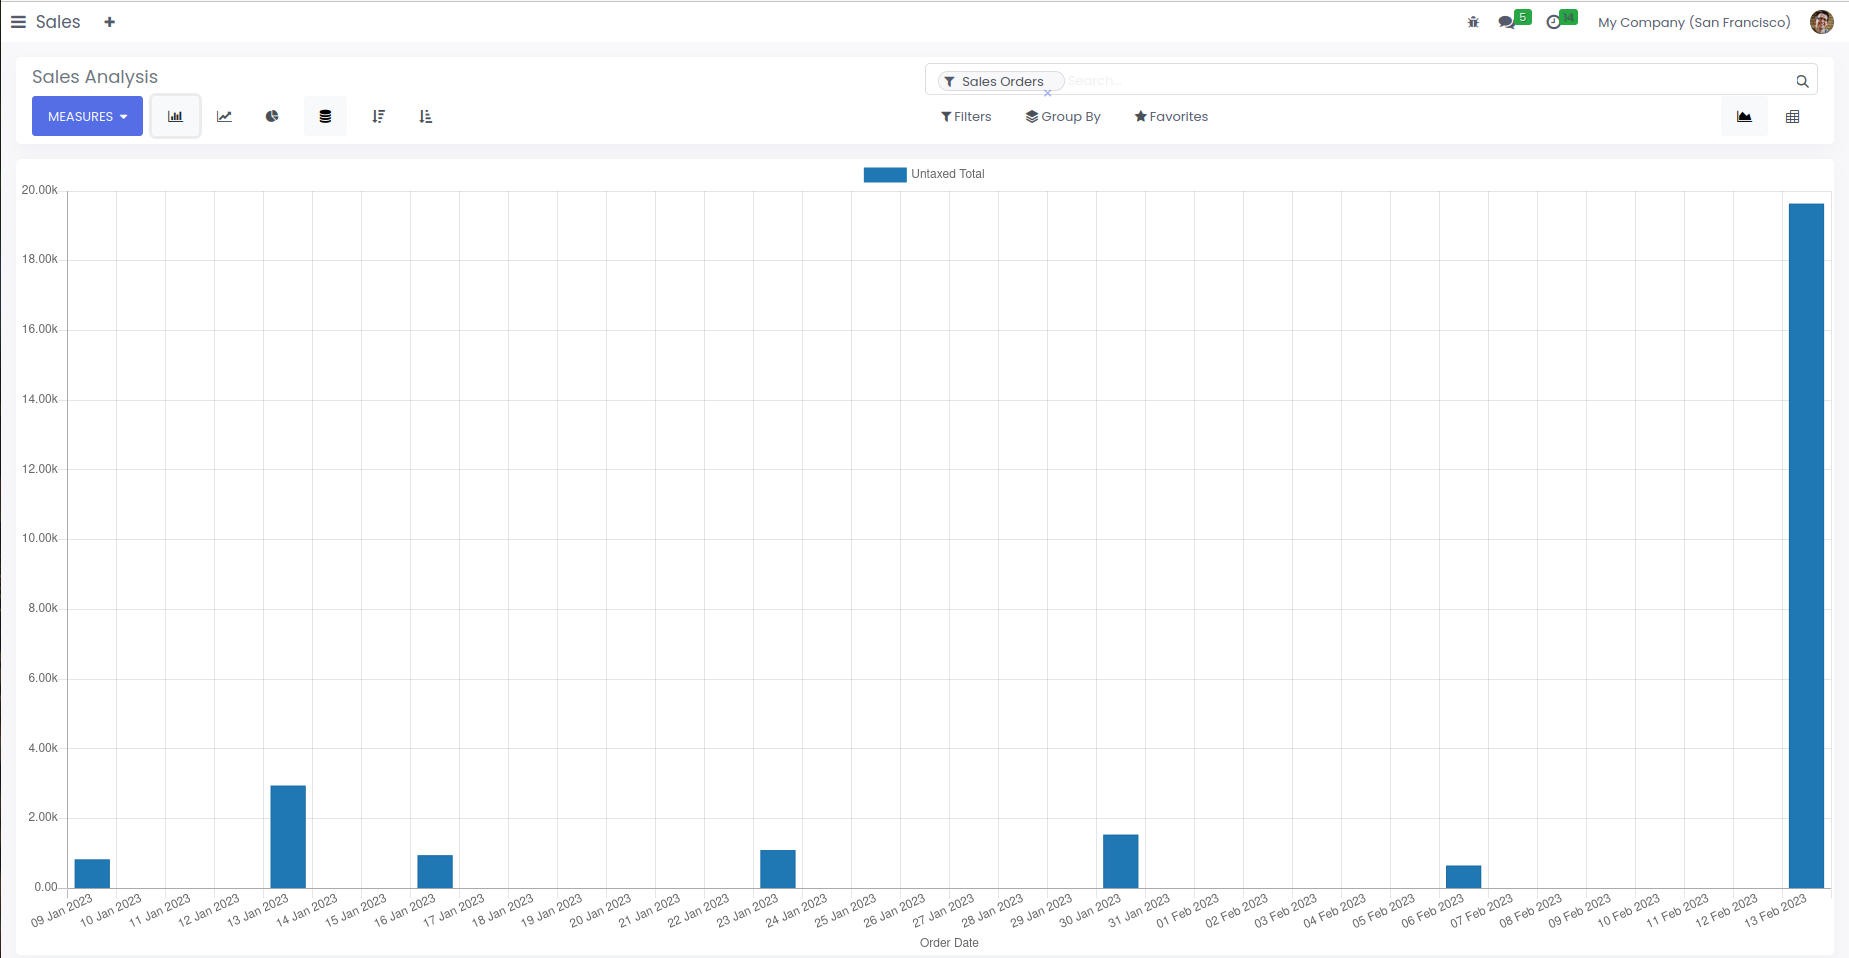 Sales
5
14
My Company (San Francisco)
Sales Analysis
Sales Orders
Search...
MEASURES
Filters
Group By
Favorites
Untaxed Total
20.00k
18.00k
16.00k
14.00k
12.00k
10.00k
8.00k
6.00k
4.00k
2.00k
0.00
09 Jan 2023
10 Jan 2023
11 Jan 2023
12 Jan 2023
13 Jan 2023
14 Jan 2023
15 Jan 2023
16 Jan 2023
17 Jan 2023
18 Jan 2023
19 Jan 2023
20 Jan 2023
21 Jan 2023
22 Jan 2023
23 Jan 2023
24 Jan 2023
25 Jan 2023
26 Jan 2023
27 Jan 2023
28 Jan 2023
29 Jan 2023
30 Jan 2023
31 Jan 2023
01 Feb 2023
02 Feb 2023
03 Feb 2023
04 Feb 2023
05 Feb 2023
06 Feb 2023
07 Feb 2023
08 Feb 2023
09 Feb 2023
10 Feb 2023
11 Feb 2023
12 Feb 2023
13 Feb 2023
Order Date